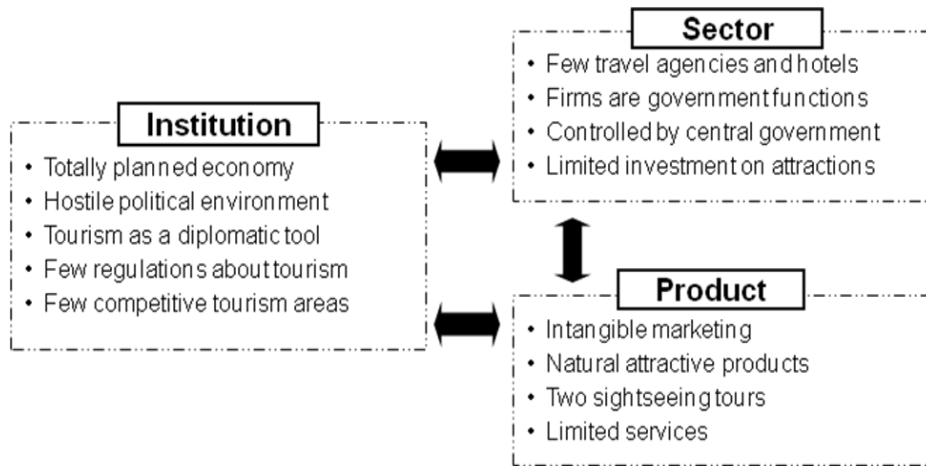 Institution
• Totally planned economy
• Hostile political environment
• Tourism as a diplomatic tool
• Few regulations about tourism
• Few competitive tourism areas
Sector
• Few travel agencies and hotels
• Firms are government functions
• Controlled by central government
• Limited investment on attractions
Product
• Intangible marketing
• Natural attractive products
• Two sightseeing tours
• Limited services